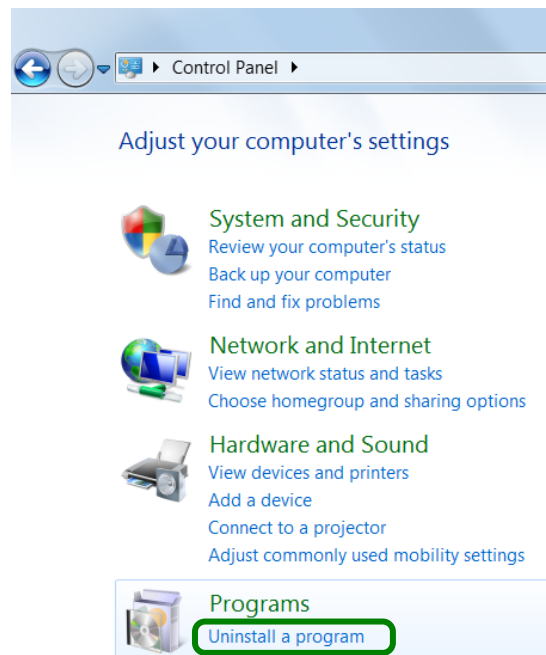 Control Panel
Adjust your computer's settings
System and Security
Review your computer's status
Back up your computer
Find and fix problems
Network and Internet
View network status and tasks
Choose homegroup and sharing options
Hardware and Sound
View devices and printers
Add a device
Connect to a projector
Adjust commonly used mobility settings
Programs
Uninstall a program